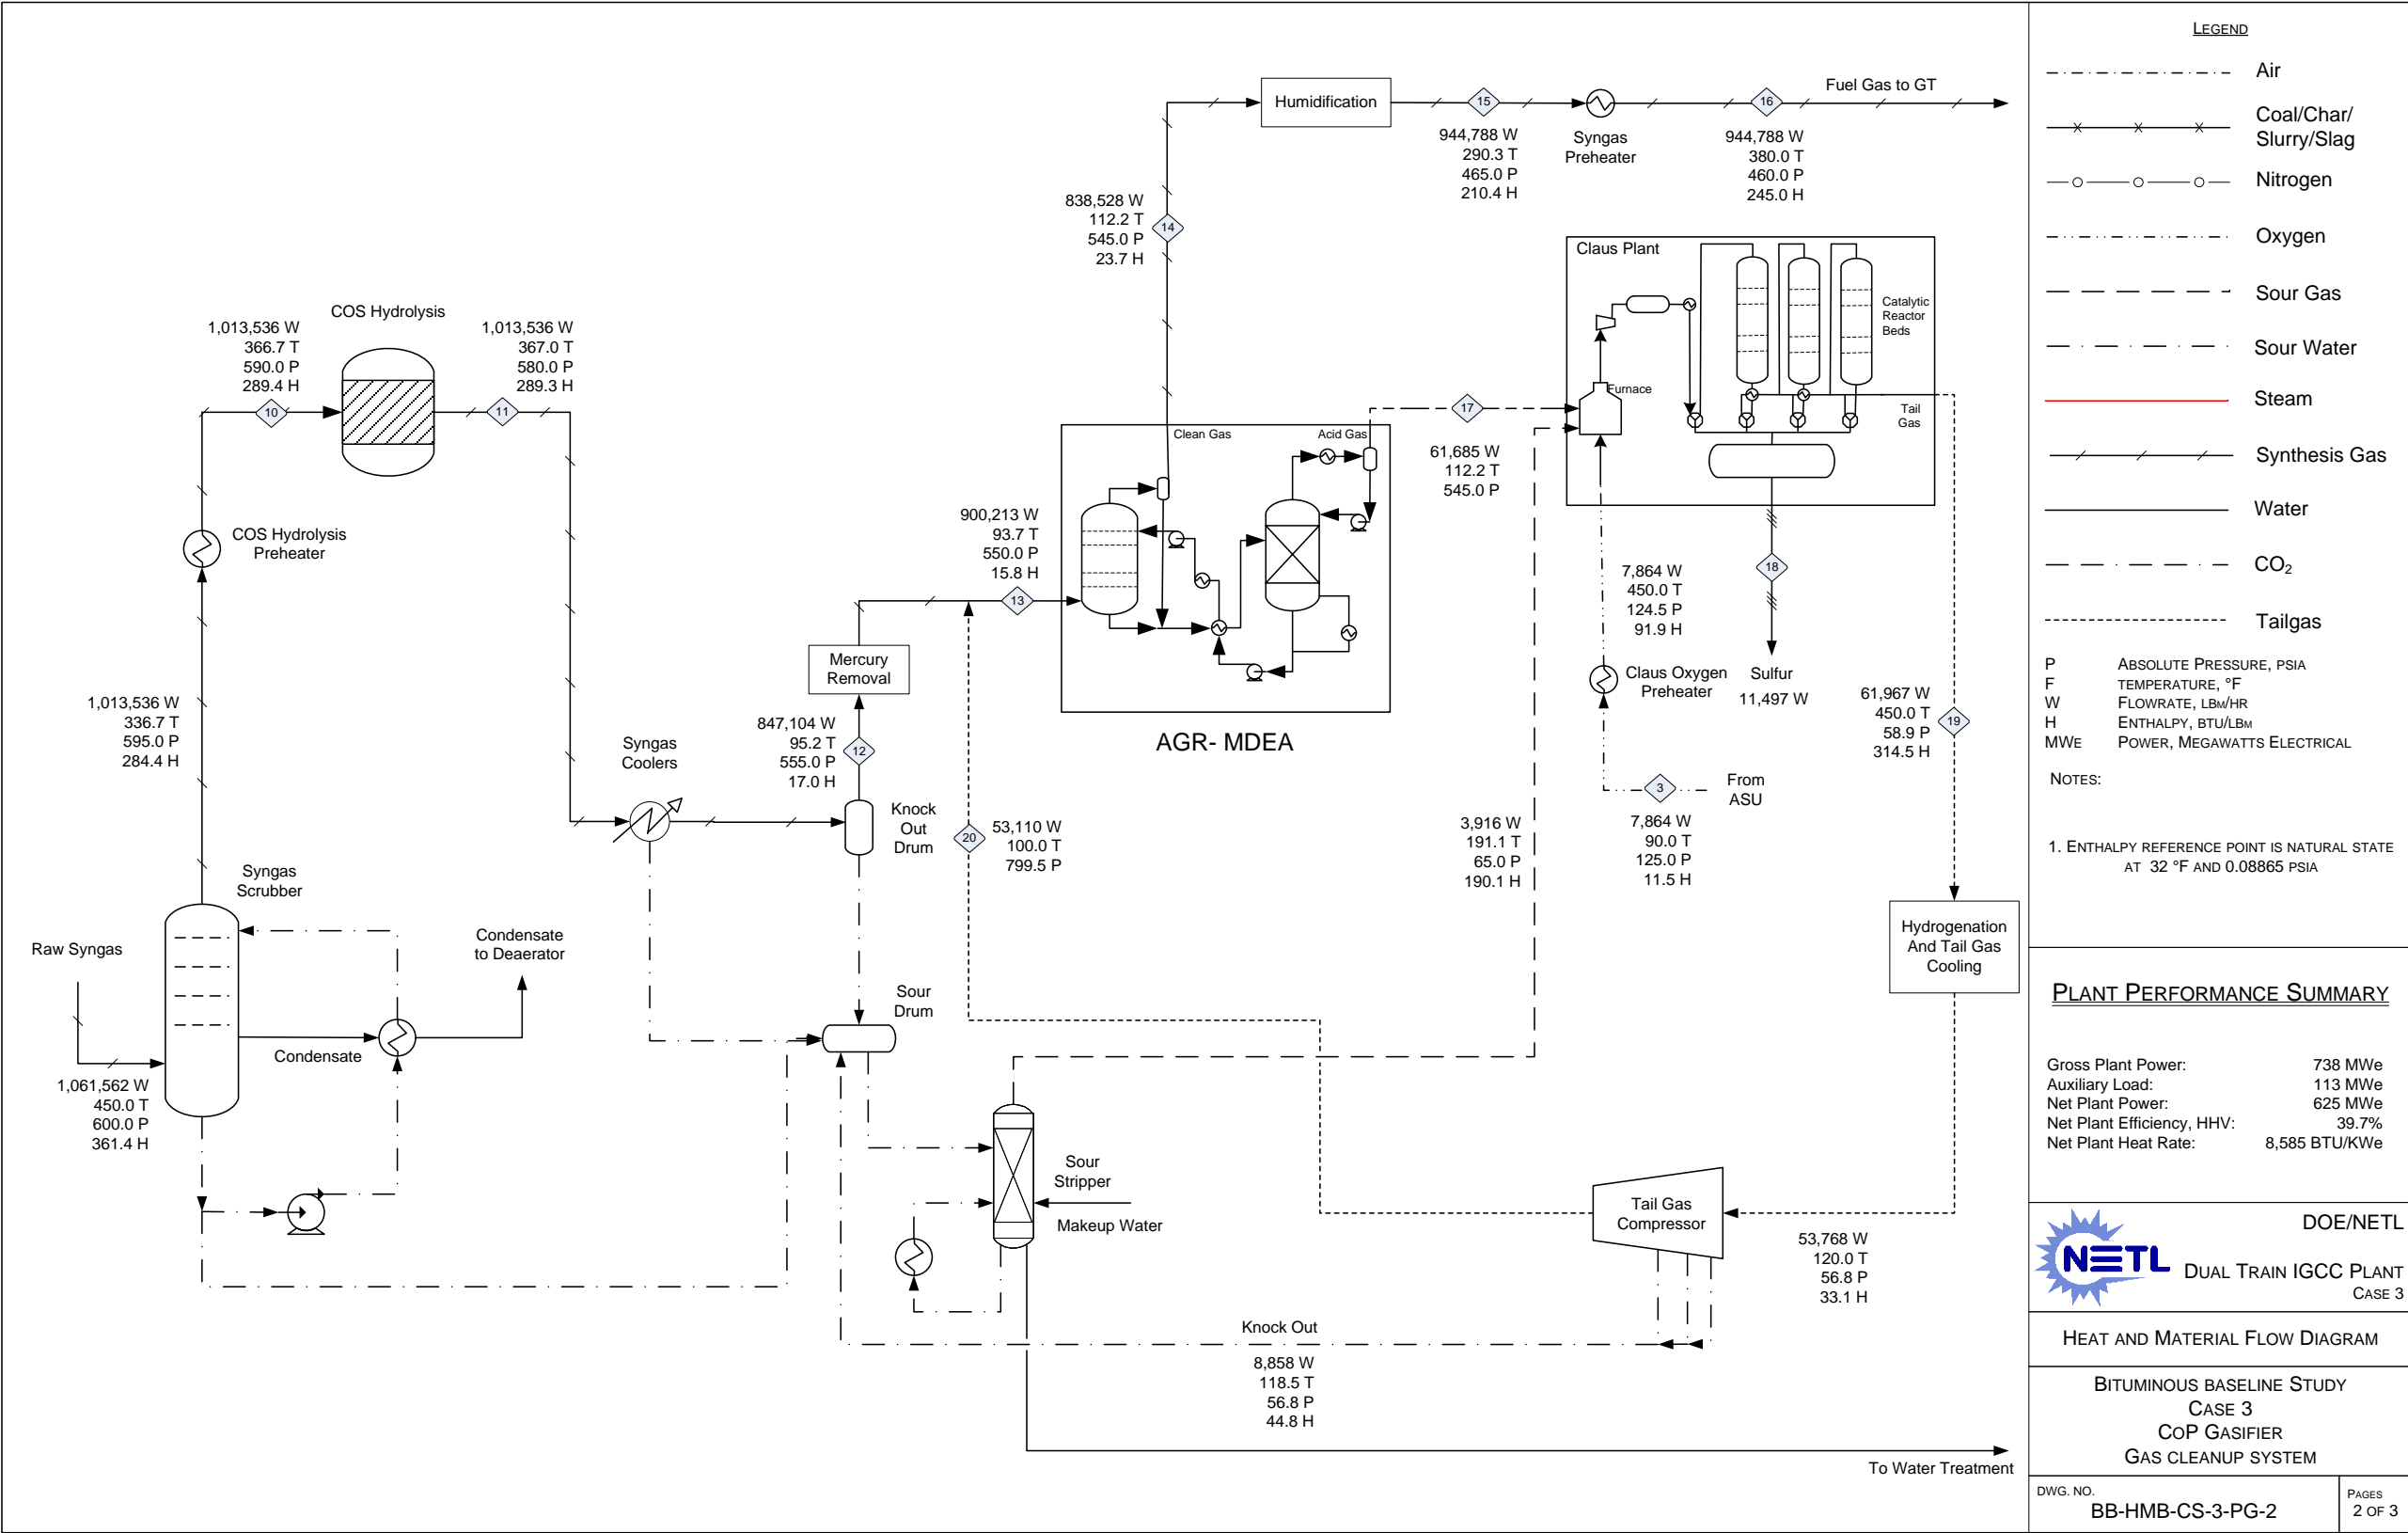 Humidification
15
944,788 W
290.3 T
465.0 P
210.4 H
Syngas
Preheater
16
944,788 W
380.0 T
460.0 P
245.0 H
Fuel Gas to GT
838,528 W
112.2 T
545.0 P
23.7 H
14
COS Hydrolysis
1,013,536 W
366.7 T
590.0 P
289.4 H
10
1,013,536 W
367.0 T
580.0 P
289.3 H
11
COS Hydrolysis
Preheater
1,013,536 W
336.7 T
595.0 P
284.4 H
Syngas
Scrubber
Raw Syngas
1,061,562 W
450.0 T
600.0 P
361.4 H
Condensate
Condensate
to Deaerator
Syngas
Coolers
847,104 W
95.2 T
555.0 P
17.0 H
12
Mercury
Removal
Knock
Out
Drum
Sour
Drum
900,213 W
93.7 T
550.0 P
15.8 H
13
20
53,110 W
100.0 T
799.5 P
Clean Gas
Acid Gas
AGR- MDEA
17
61,685 W
112.2 T
545.0 P
Claus Plant
Furnace
Catalytic
Reactor
Beds
Tail
Gas
18
Sulfur
11,497 W
7,864 W
450.0 T
124.5 P
91.9 H
Claus Oxygen
Preheater
3
From
ASU
7,864 W
90.0 T
125.0 P
11.5 H
3,916 W
191.1 T
65.0 P
190.1 H
61,967 W
450.0 T
58.9 P
314.5 H
19
Hydrogenation
And Tail Gas
Cooling
Sour
Stripper
Makeup Water
Tail Gas
Compressor
53,768 W
120.0 T
56.8 P
33.1 H
Knock Out
8,858 W
118.5 T
56.8 P
44.8 H
To Water Treatment
LEGEND
Air
Coal/Char/
Slurry/Slag
Nitrogen
Oxygen
Sour Gas
Sour Water
Steam
Synthesis Gas
Water
CO₂
Tailgas
P ABSOLUTE PRESSURE, PSIA
F TEMPERATURE, °F
W FLOWRATE, LBM/HR
H ENTHALPY, BTU/LBM
MWE POWER, MEGAWATTS ELECTRICAL
NOTES:
1. ENTHALPY REFERENCE POINT IS NATURAL STATE
AT 32 °F AND 0.08865 PSIA
PLANT PERFORMANCE SUMMARY
Gross Plant Power: 738 MWe
Auxiliary Load: 113 MWe
Net Plant Power: 625 MWe
Net Plant Efficiency, HHV: 39.7%
Net Plant Heat Rate: 8,585 BTU/KWe
NETL
DOE/NETL
DUAL TRAIN IGCC PLANT
CASE 3
HEAT AND MATERIAL FLOW DIAGRAM
BITUMINOUS BASELINE STUDY
CASE 3
COP GASIFIER
GAS CLEANUP SYSTEM
DWG. NO.
BB-HMB-CS-3-PG-2
PAGES
2 OF 3